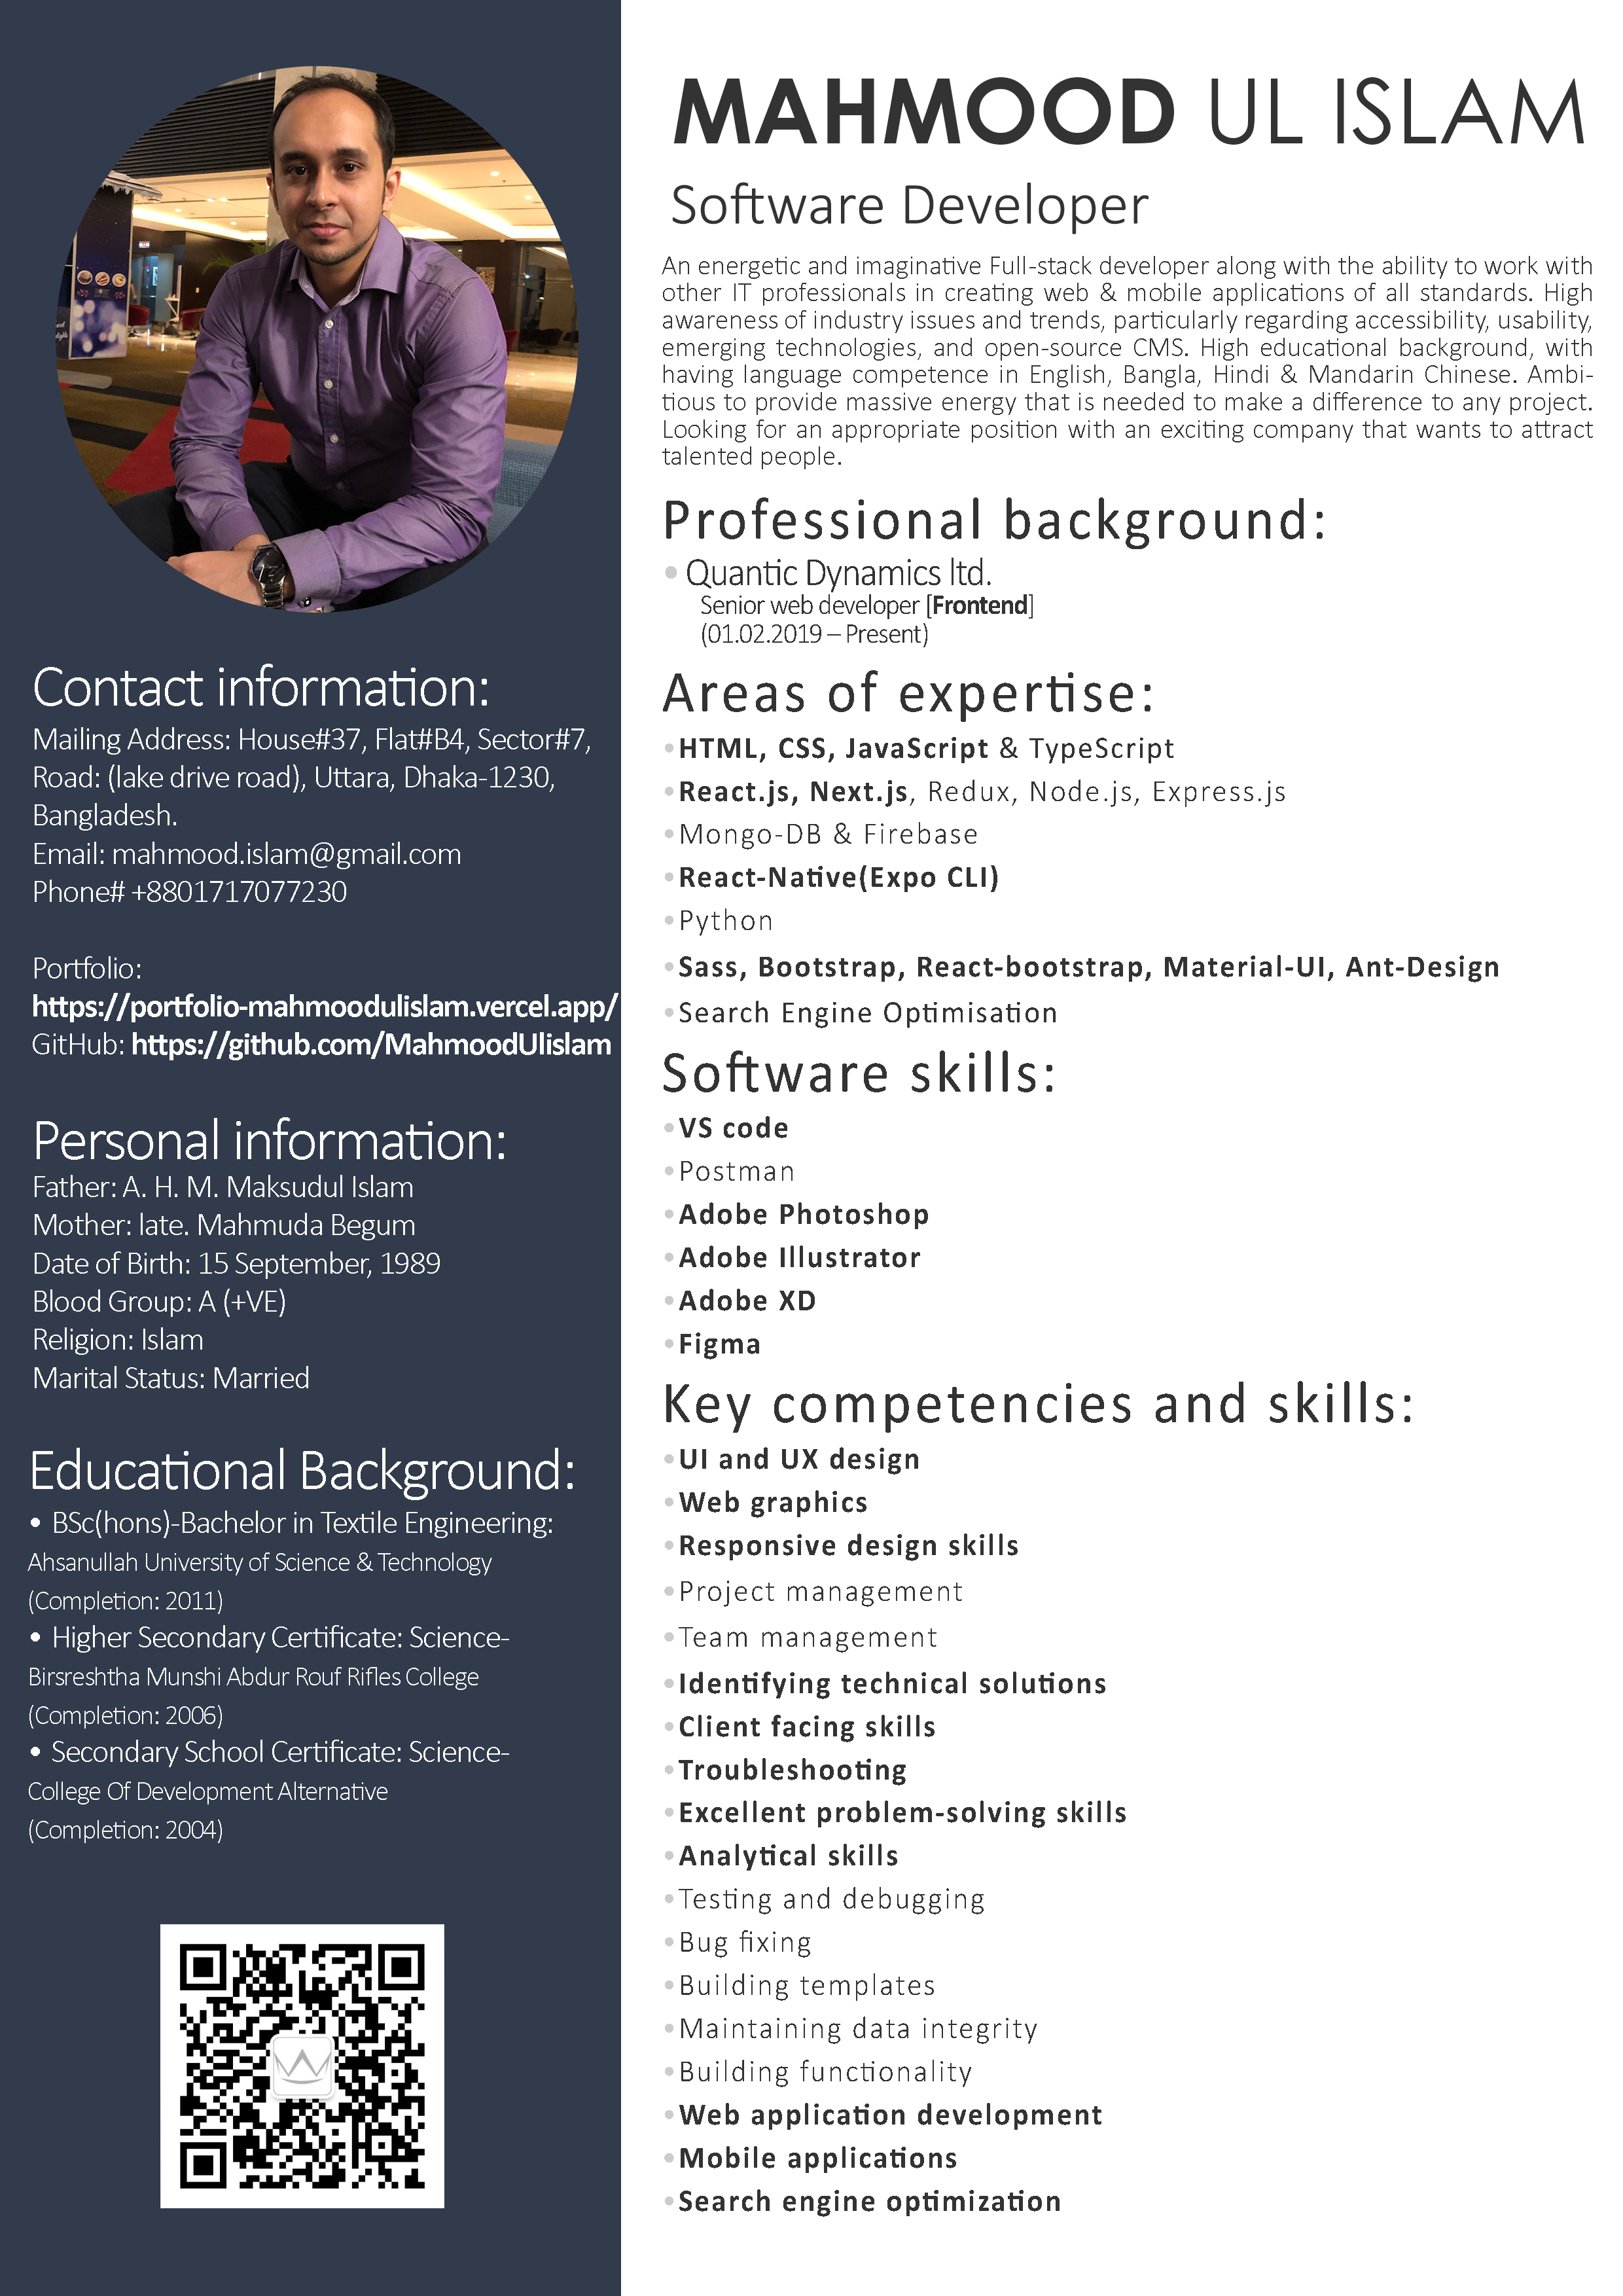 Contact information:
Mailing Address: House#37, Flat#B4, Sector#7,
Road: (lake drive road), Uttara, Dhaka-1230,
Bangladesh.
Email: mahmood.islam@gmail.com
Phone# +8801717077230
Portfolio:
https://portfolio-mahmoodulislam.vercel.app/
GitHub: https://github.com/MahmoodUlislam
Personal information:
Father: A. H. M. Maksudul Islam
Mother: late. Mahmuda Begum
Date of Birth: 15 September, 1989
Blood Group: A (+VE)
Religion: Islam
Marital Status: Married
Educational Background:
• BSc(hons)-Bachelor in Textile Engineering:
Ahsanullah University of Science & Technology
(Completion: 2011)
• Higher Secondary Certificate: Science-
Birsreshtha Munshi Abdur Rouf Rifles College
(Completion: 2006)
• Secondary School Certificate: Science-
College Of Development Alternative
(Completion: 2004)
MAHMOOD UL ISLAM
Software Developer
An energetic and imaginative Full-stack developer along with the ability to work with
other IT professionals in creating web & mobile applications of all standards. High
awareness of industry issues and trends, particularly regarding accessibility, usability,
emerging technologies, and open-source CMS. High educational background, with
having language competence in English, Bangla, Hindi & Mandarin Chinese. Ambi-
tious to provide massive energy that is needed to make a difference to any project.
Looking for an appropriate position with an exciting company that wants to attract
talented people.
Professional background:
• Quantic Dynamics ltd.
Senior web developer [Frontend]
(01.02.2019 – Present)
Areas of expertise:
• HTML, CSS, JavaScript & TypeScript
• React.js, Next.js, Redux, Node.js, Express.js
• Mongo-DB & Firebase
• React-Native(Expo CLI)
• Python
• Sass, Bootstrap, React-bootstrap, Material-UI, Ant-Design
• Search Engine Optimisation
Software skills:
• VS code
• Postman
• Adobe Photoshop
• Adobe Illustrator
• Adobe XD
• Figma
Key competencies and skills:
• UI and UX design
• Web graphics
• Responsive design skills
• Project management
• Team management
• Identifying technical solutions
• Client facing skills
• Troubleshooting
• Excellent problem-solving skills
• Analytical skills
• Testing and debugging
• Bug fixing
• Building templates
• Maintaining data integrity
• Building functionality
• Web application development
• Mobile applications
• Search engine optimization